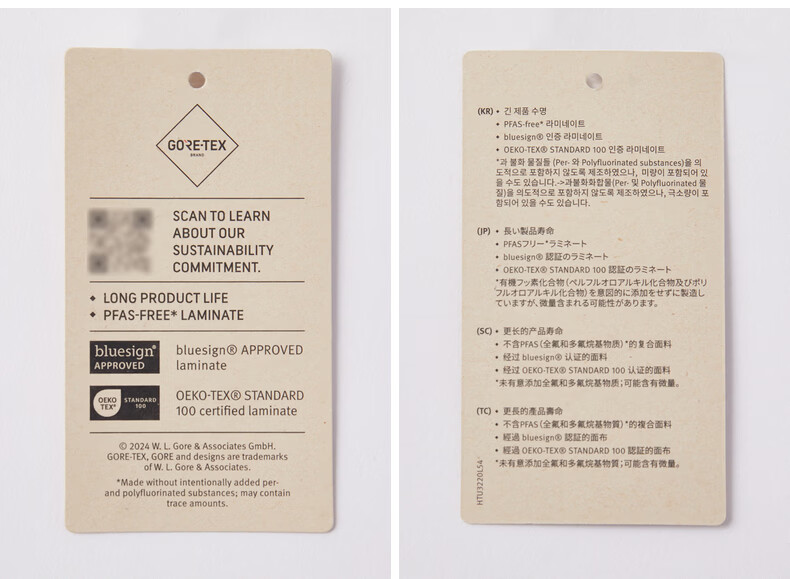 GORE-TEX
BRAND
SCAN TO LEARN
ABOUT OUR
SUSTAINABILITY
COMMITMENT.
◆ LONG PRODUCT LIFE
◆ PFAS-FREE* LAMINATE
bluesign®
APPROVED
bluesign® APPROVED
laminate
OEKO
TEX®
STANDARD
100
OEKO-TEX® STANDARD
100 certified laminate
© 2024 W. L. Gore & Associates GmbH.
GORE-TEX, GORE and designs are trademarks
of W. L. Gore & Associates.
*Made without intentionally added per-
and polyfluorinated substances; may contain
trace amounts.
(KR) ◆ 긴 제품 수명
◆ PFAS-free* 라미네이트
◆ bluesign® 인증 라미네이트
◆ OEKO-TEX® STANDARD 100 인증 라미네이트
*과 불화 물질들 (Per- 와 Polyfluorinated substances)을 의
도적으로 포함하지 않도록 제조하였으나, 미량이 포함되어 있
을 수도 있습니다.->과불화화합물(Per- 및 Polyfluorinated 물
질)을 의도적으로 포함하지 않도록 제조하였으나, 극소량이 포
함되어 있을 수도 있습니다.
(JP) ◆ 長い製品寿命
◆ PFASフリー*ラミネート
◆ bluesign® 認証のラミネート
◆ OEKO-TEX® STANDARD 100 認証のラミネート
*有機フッ素化合物（ペルフルオロアルキル化合物及びポリ
フルオロアルキル化合物）を意図的に添加をせずに製造し
ていますが、微量含まれる可能性があります。
(SC) ◆ 更长的产品寿命
◆ 不含PFAS（全氟和多氟烷基物质）*的复合面料
◆ 经过 bluesign® 认证的面料
◆ 经过 OEKO-TEX® STANDARD 100 认证的面料
*未有意添加全氟和多氟烷基物质；可能含有微量。
(TC) ◆ 更長的產品壽命
◆ 不含PFAS（全氟和多氟烷基物質）*的複合面料
◆ 經過 bluesign® 認証的面布
◆ 經過 OEKO-TEX® STANDARD 100 認証的面布
*未有意添加全氟和多氟烷基物質；可能含有微量。
HTU3220LS4